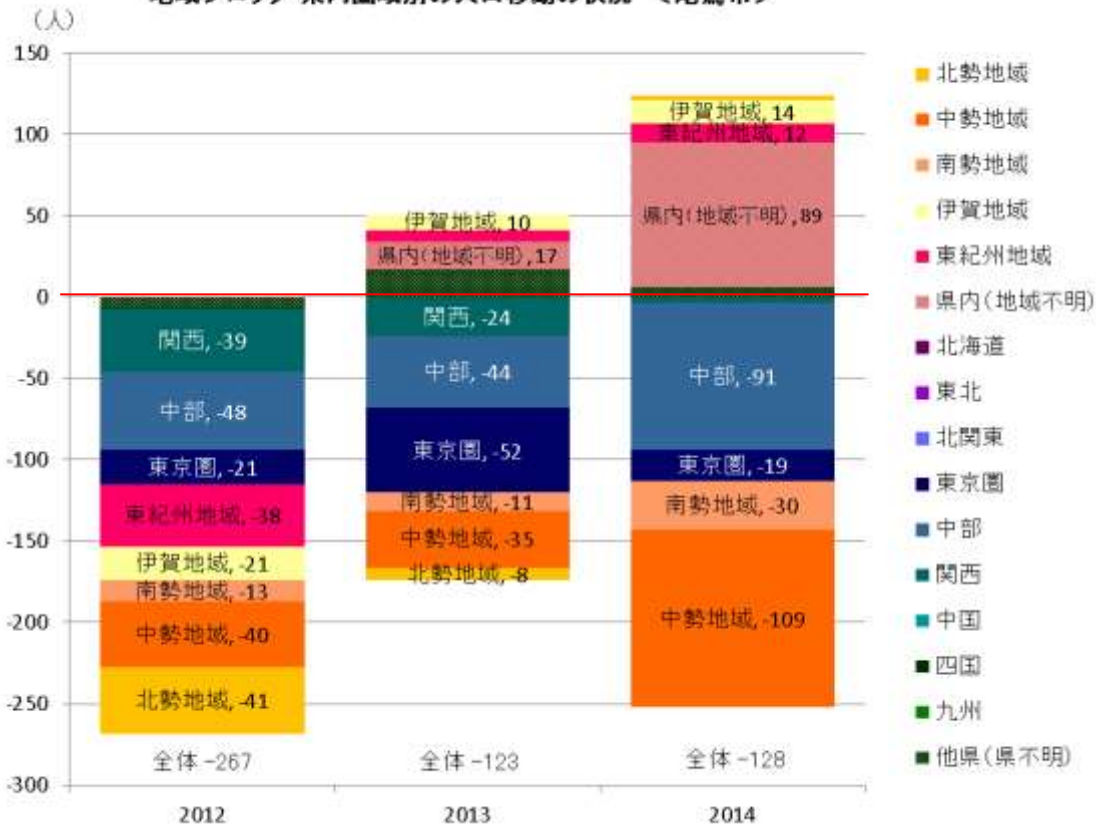 (人)
150
100
50
0
-50
-100
-150
-200
-250
-300
関西, -39
中部, -48
東京圏, -21
東紀州地域, -38
伊賀地域, -21
南勢地域, -13
中勢地域, -40
北勢地域, -41
全体 -267
2012
伊賀地域, 10
県内(地域不明), 17
関西, -24
中部, -44
東京圏, -52
南勢地域, -11
中勢地域, -35
北勢地域, -8
全体 -123
2013
伊賀地域, 14
東紀州地域, 12
県内(地域不明), 89
中部, -91
東京圏, -19
南勢地域, -30
中勢地域, -109
全体 -128
2014
北勢地域
中勢地域
南勢地域
伊賀地域
東紀州地域
県内(地域不明)
北海道
東北
北関東
東京圏
中部
関西
中国
四国
九州
他県(県不明)